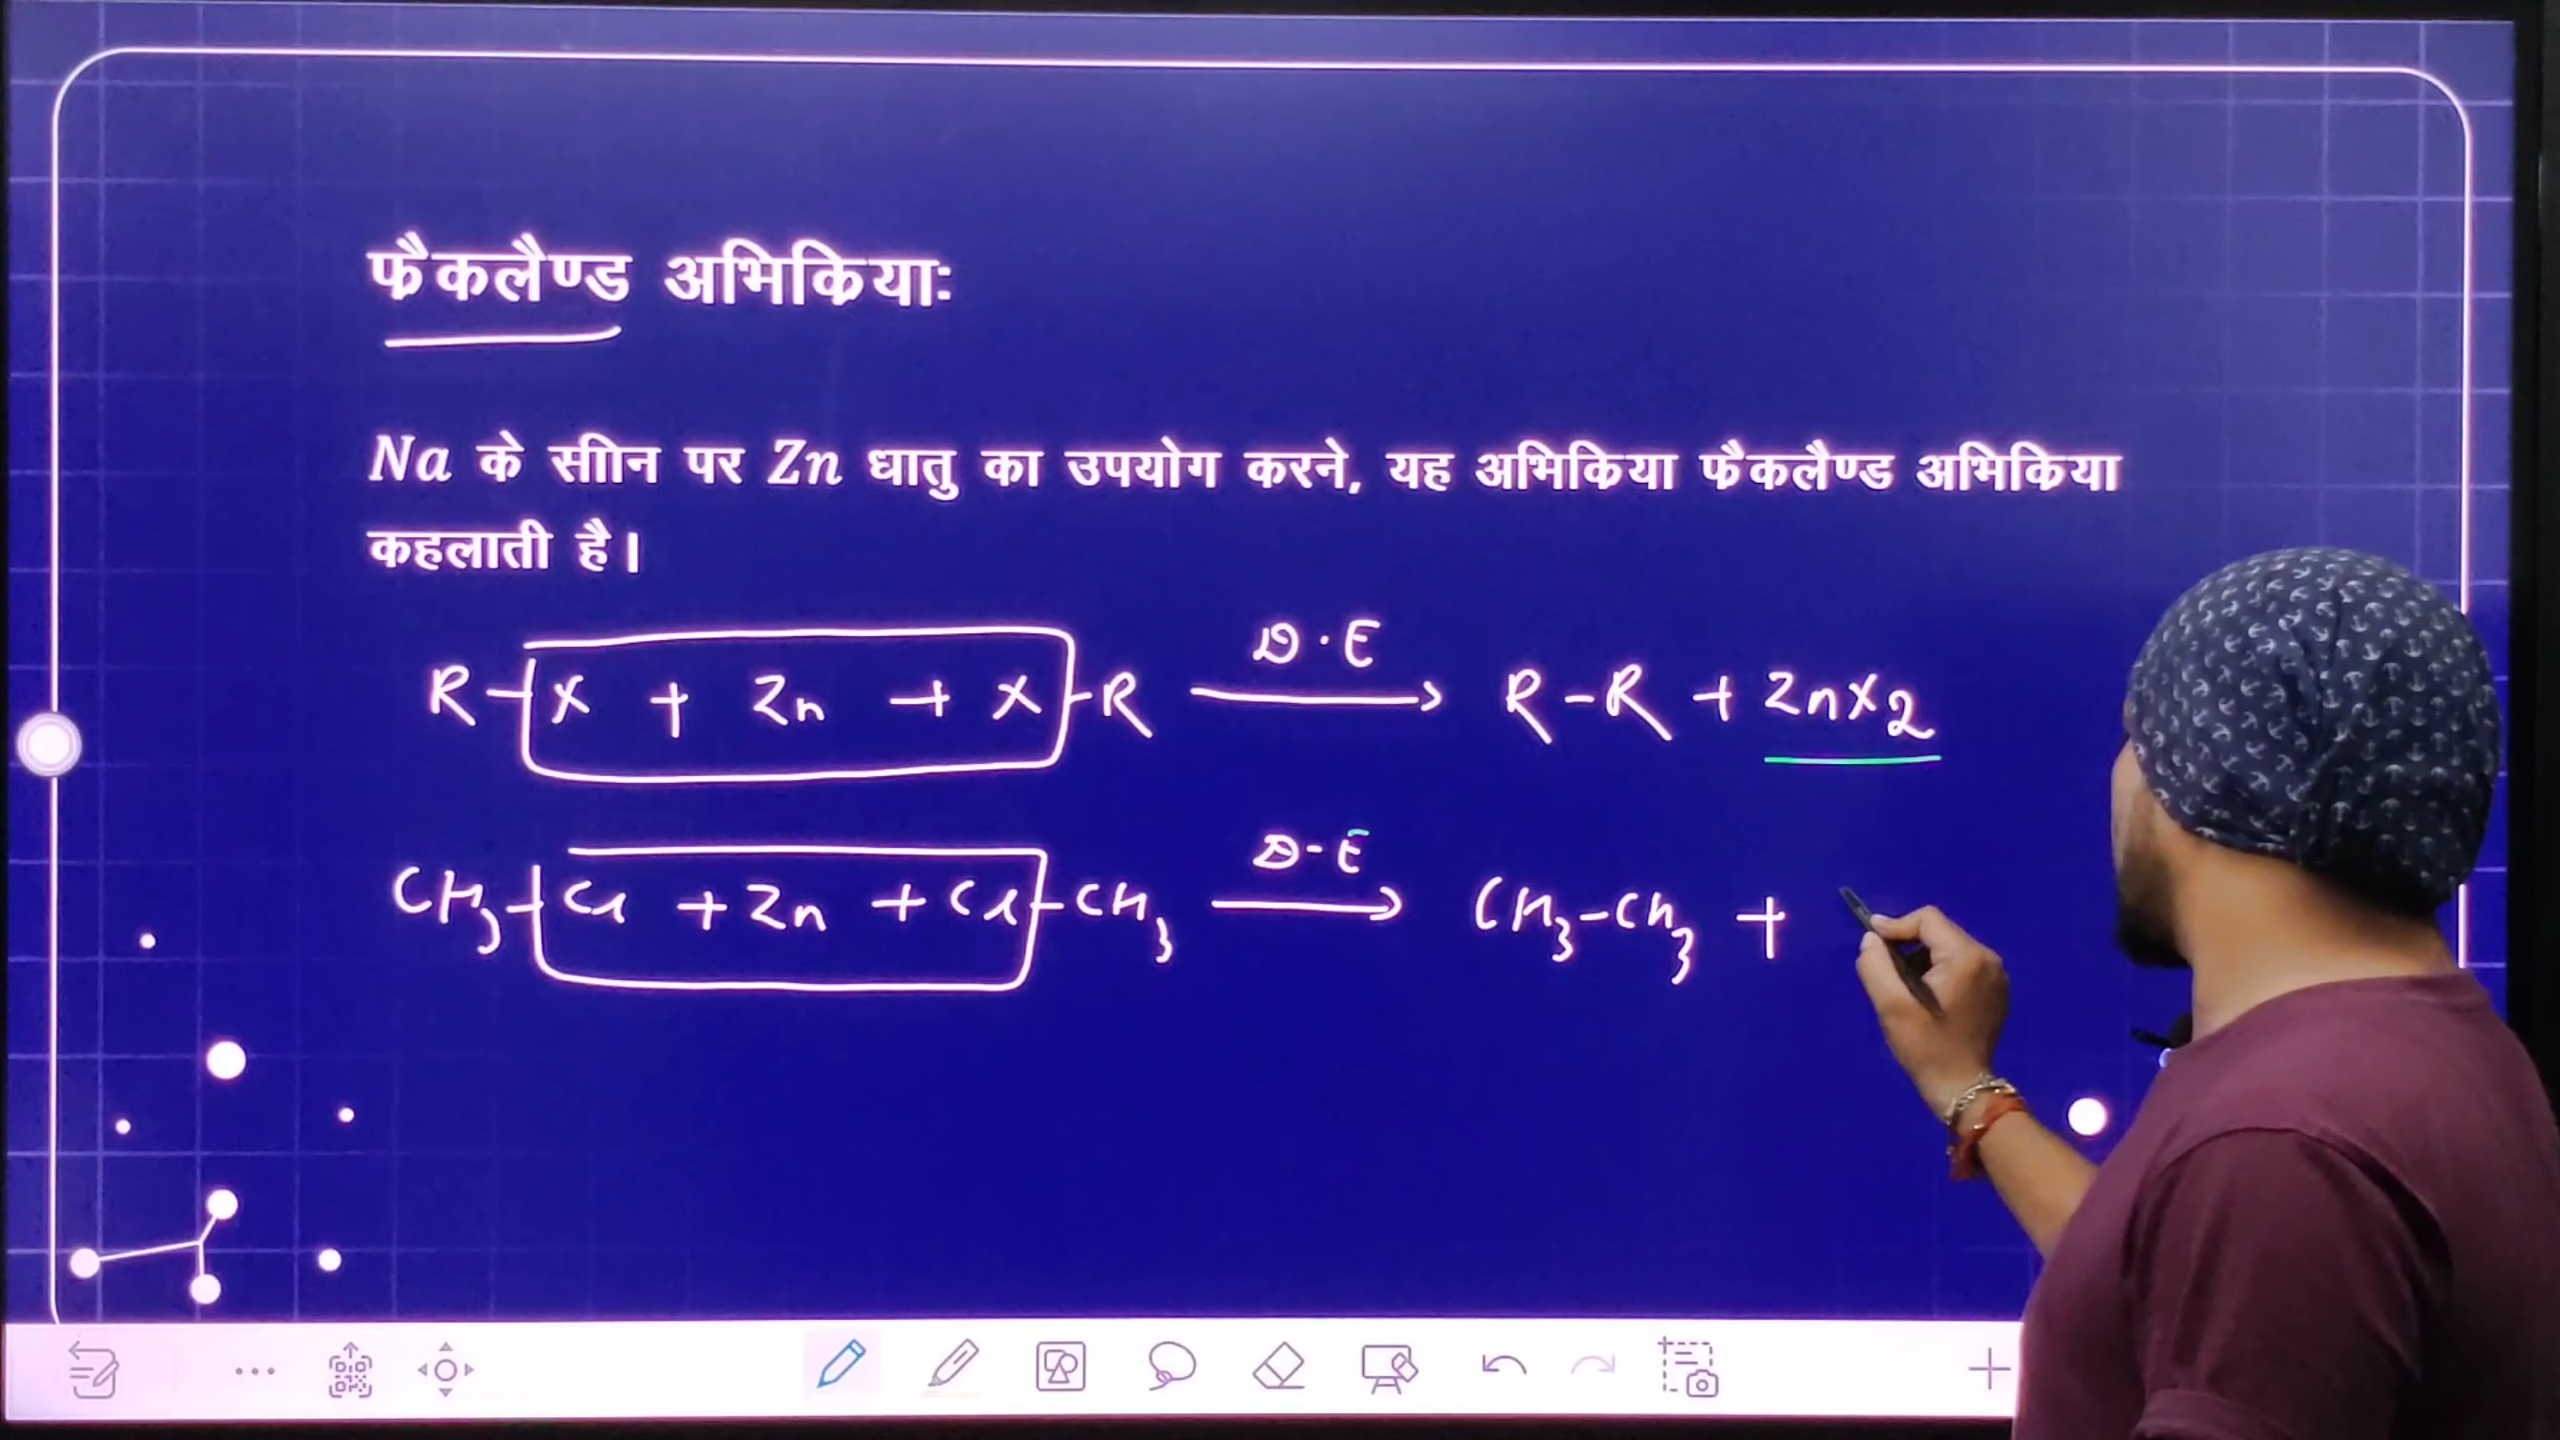 फैकलैण्ड अभिकिया:
Na के सीान पर Zn धातु का उपयोग करने, यह अभिकिया फैकलैण्ड अभिकिया
कहलाती है।
R-X + Zn + X-R D.E → R-R + ZnX2
CH3-Cl + Zn + Cl-CH3 D-E → CH3-CH3 +